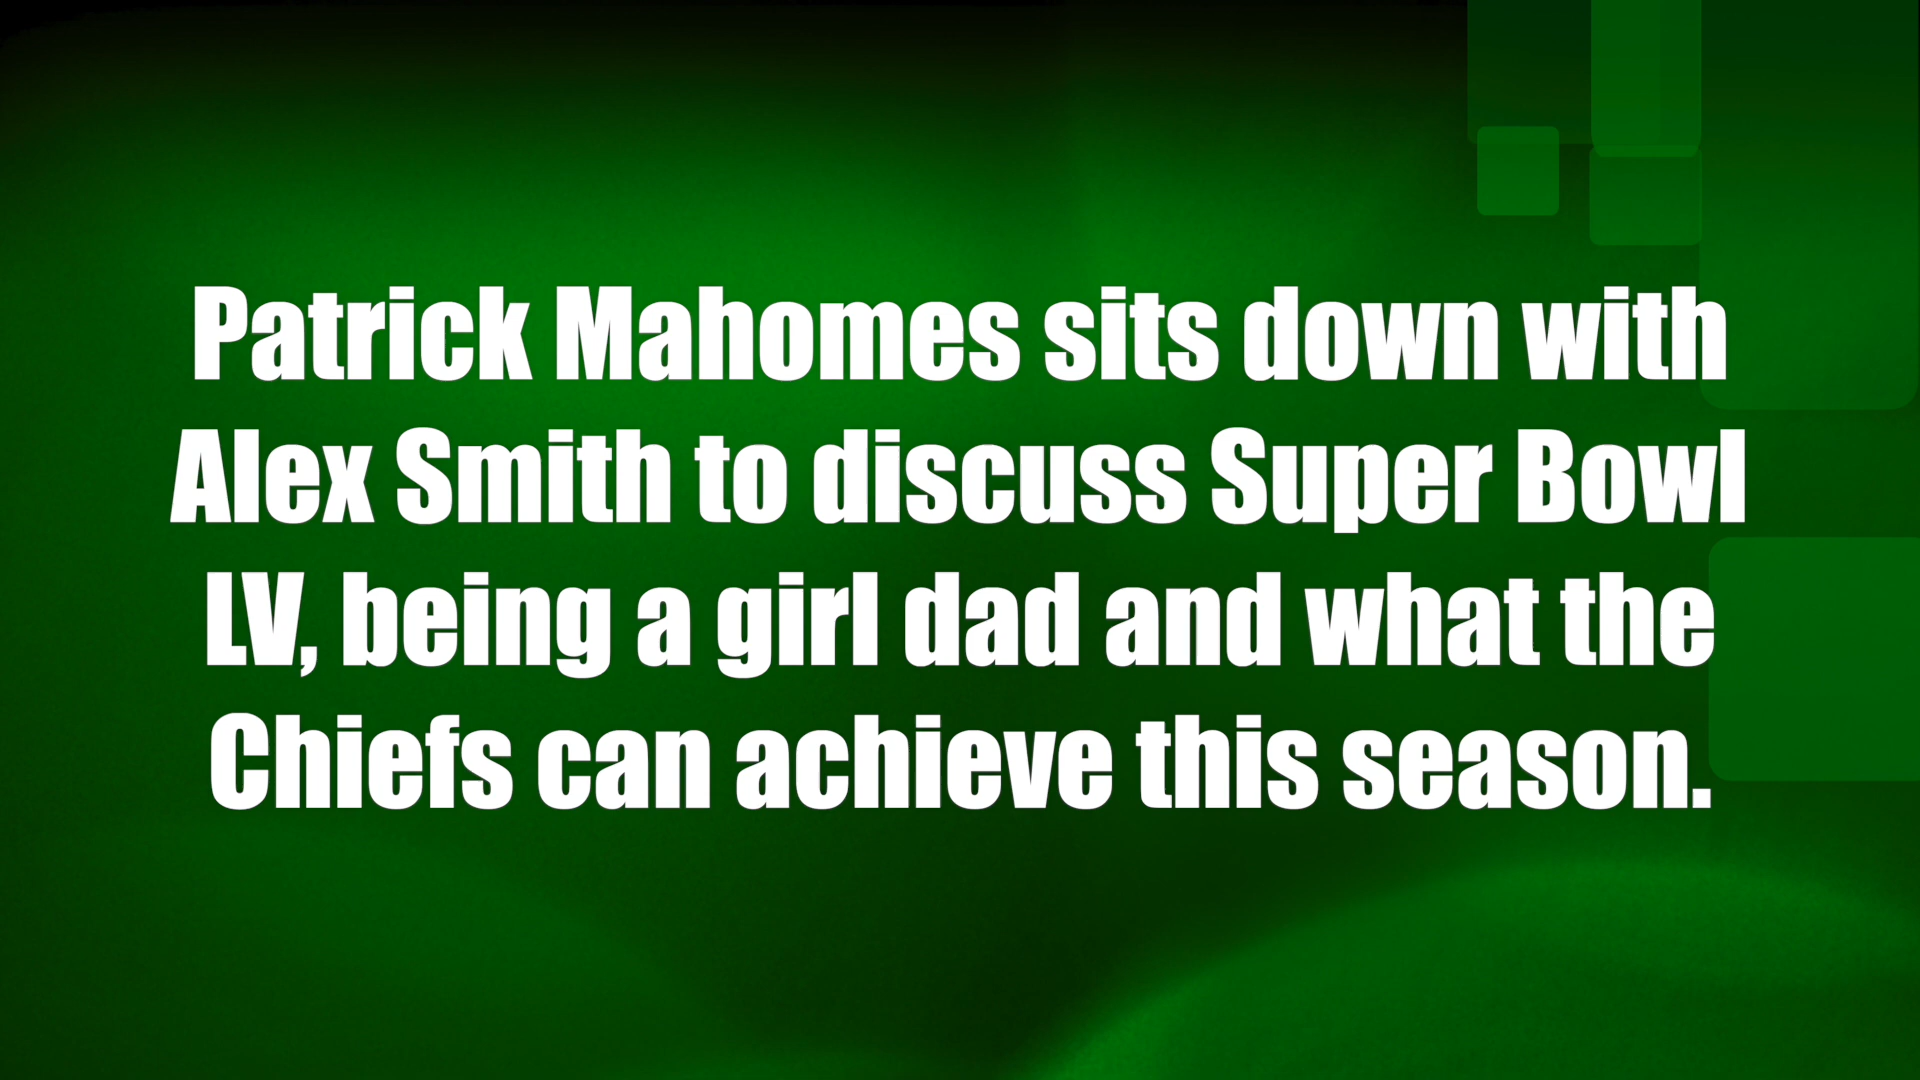 Patrick Mahomes sits down with
Alex Smith to discuss Super Bowl
LV, being a girl dad and what the
Chiefs can achieve this season.